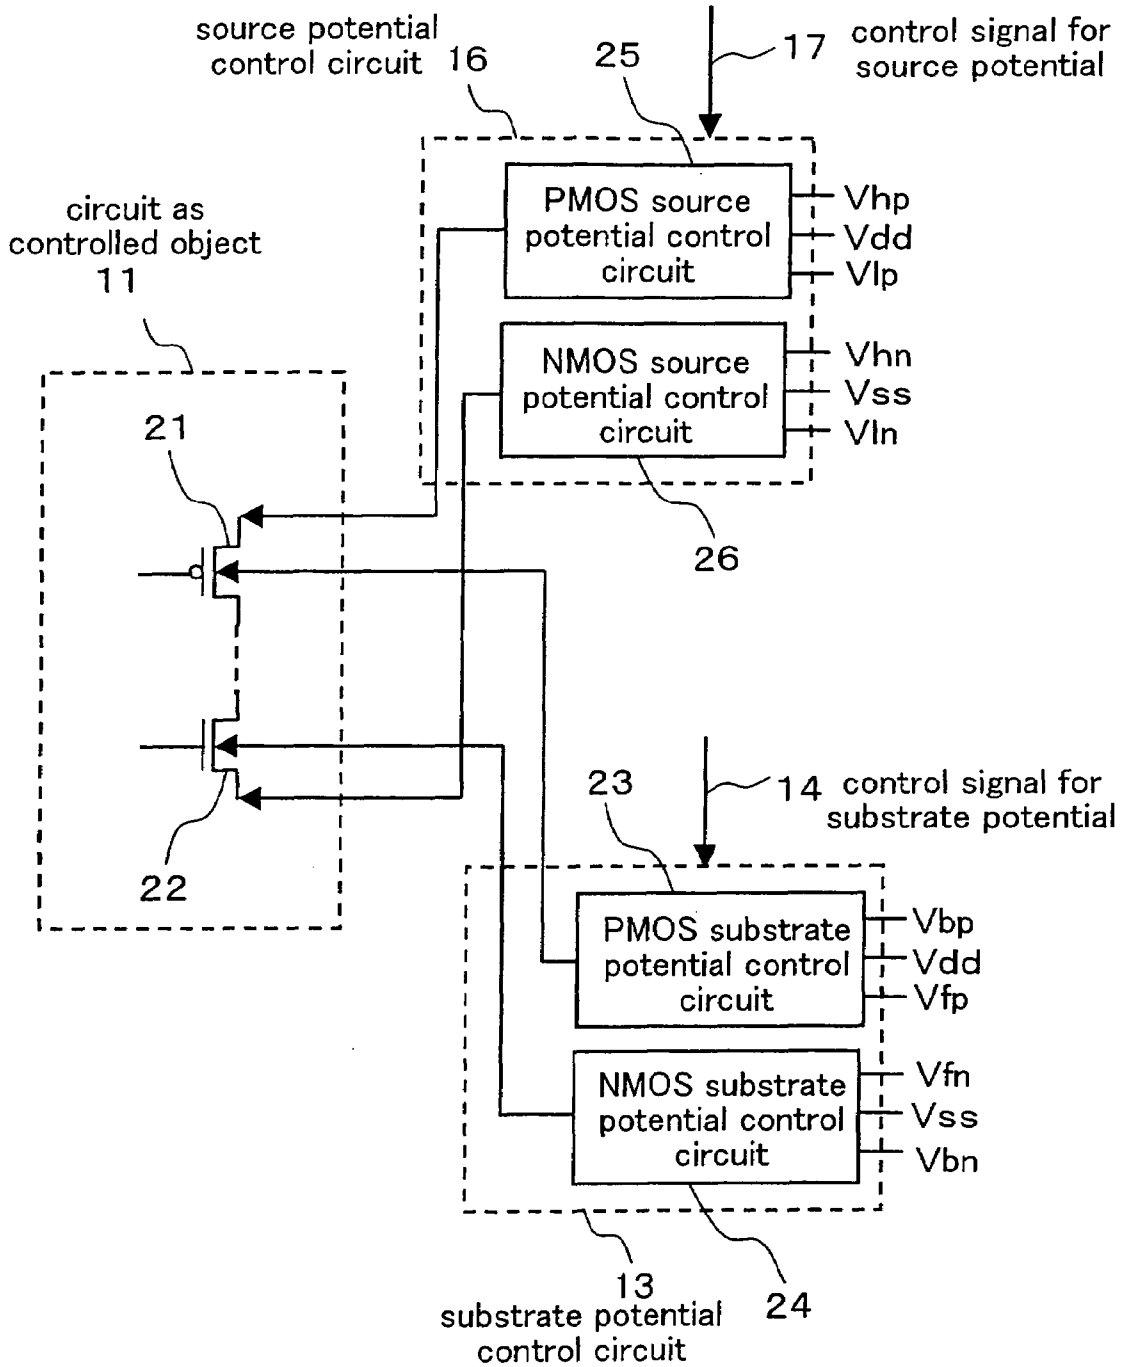 source potential
control circuit 16
25
17 control signal for
source potential
PMOS source
potential control
circuit
Vhp
Vdd
Vlp
circuit as
controlled object
11
NMOS source
potential control
circuit
Vhn
Vss
Vln
21
26
22
23
14 control signal for
substrate potential
PMOS substrate
potential control
circuit
Vbp
Vdd
Vfp
NMOS substrate
potential control
circuit
Vfn
Vss
Vbn
13
substrate potential
control circuit
24